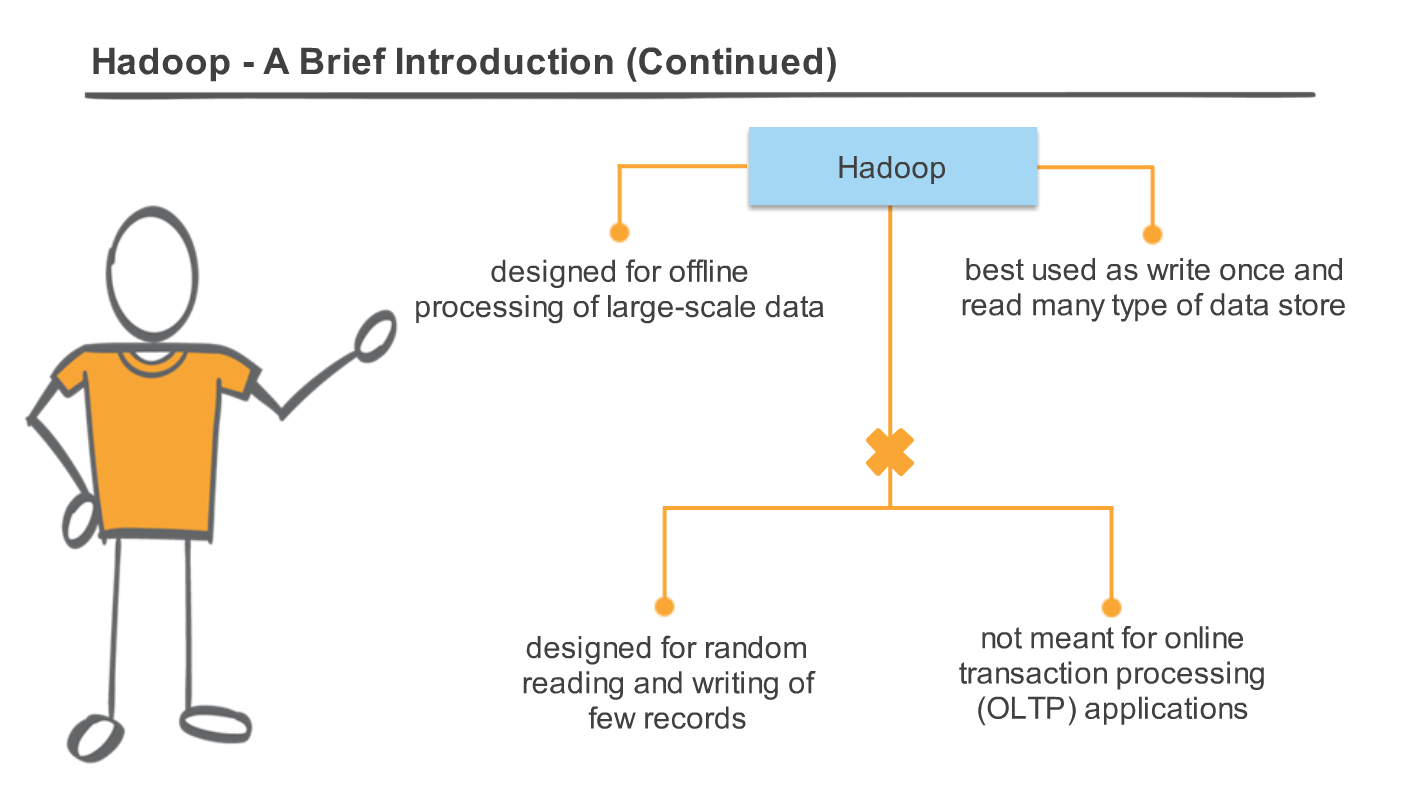 Hadoop - A Brief Introduction (Continued)
Hadoop
designed for offline
processing of large-scale data
best used as write once and
read many type of data store
designed for random
reading and writing of
few records
not meant for online
transaction processing
(OLTP) applications